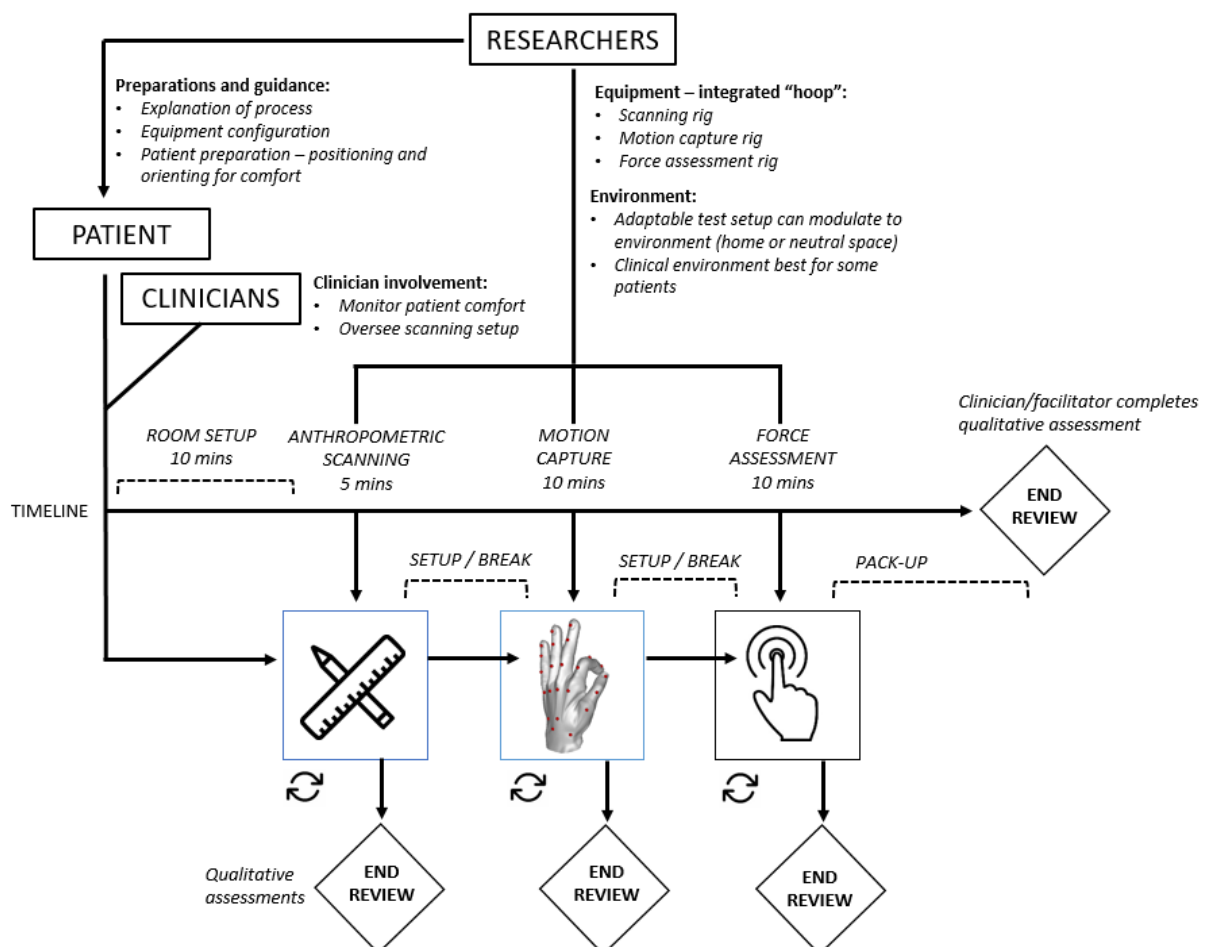 RESEARCHERS
Preparations and guidance:
• Explanation of process
• Equipment configuration
• Patient preparation – positioning and
orienting for comfort
Equipment – integrated “hoop”:
• Scanning rig
• Motion capture rig
• Force assessment rig
Environment:
• Adaptable test setup can modulate to
environment (home or neutral space)
• Clinical environment best for some
patients
PATIENT
CLINICIANS
Clinician involvement:
• Monitor patient comfort
• Oversee scanning setup
ROOM SETUP
10 mins
ANTHROPOMETRIC
SCANNING
5 mins
MOTION
CAPTURE
10 mins
FORCE
ASSESSMENT
10 mins
Clinician/facilitator completes
qualitative assessment
END
REVIEW
TIMELINE
SETUP / BREAK
SETUP / BREAK
PACK-UP
Qualitative
assessments
END
REVIEW
END
REVIEW
END
REVIEW